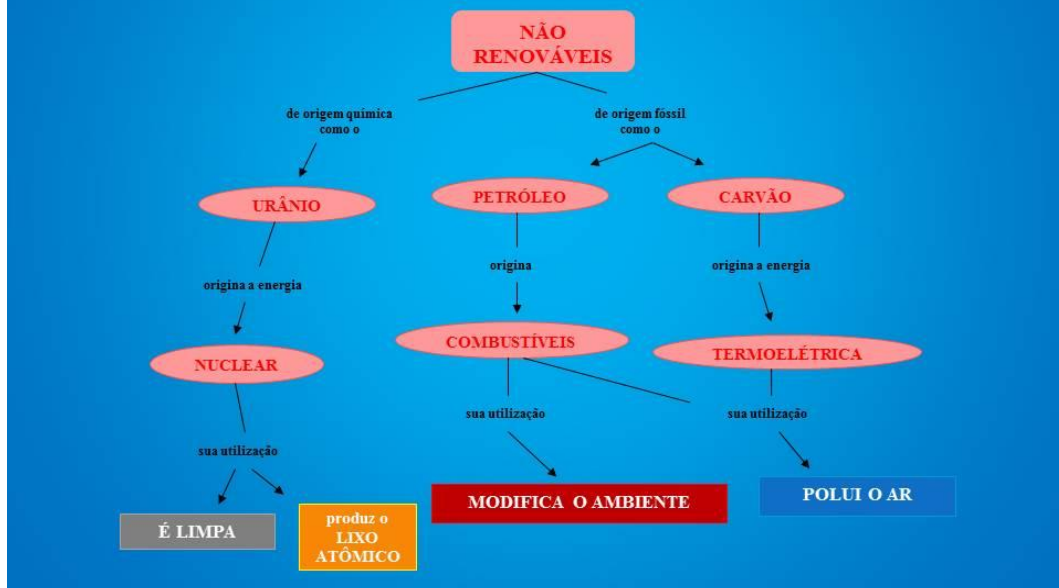 NÃO
RENOVÁVEIS
de origem química
como o
de origem fóssil
como o
URÂNIO
PETRÓLEO
CARVÃO
origina a energia
origina
origina a energia
NUCLEAR
COMBUSTÍVEIS
TERMOELÉTRICA
sua utilização
sua utilização
sua utilização
É LIMPA
produz o
LIXO
ATÔMICO
MODIFICA O AMBIENTE
POLUI O AR